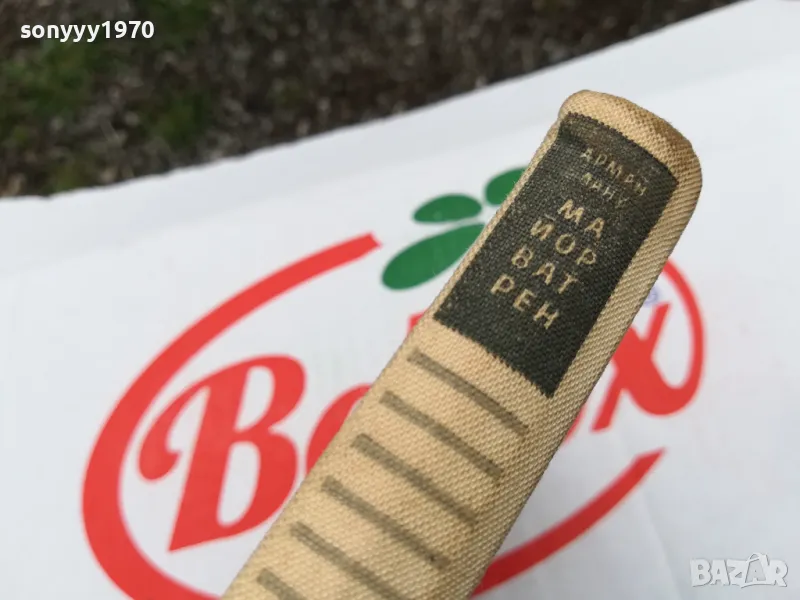 sonyyy1970
АРМАН
ЛАНУ
МА
ЙОР
ВАТ
РЕН
BAZAR